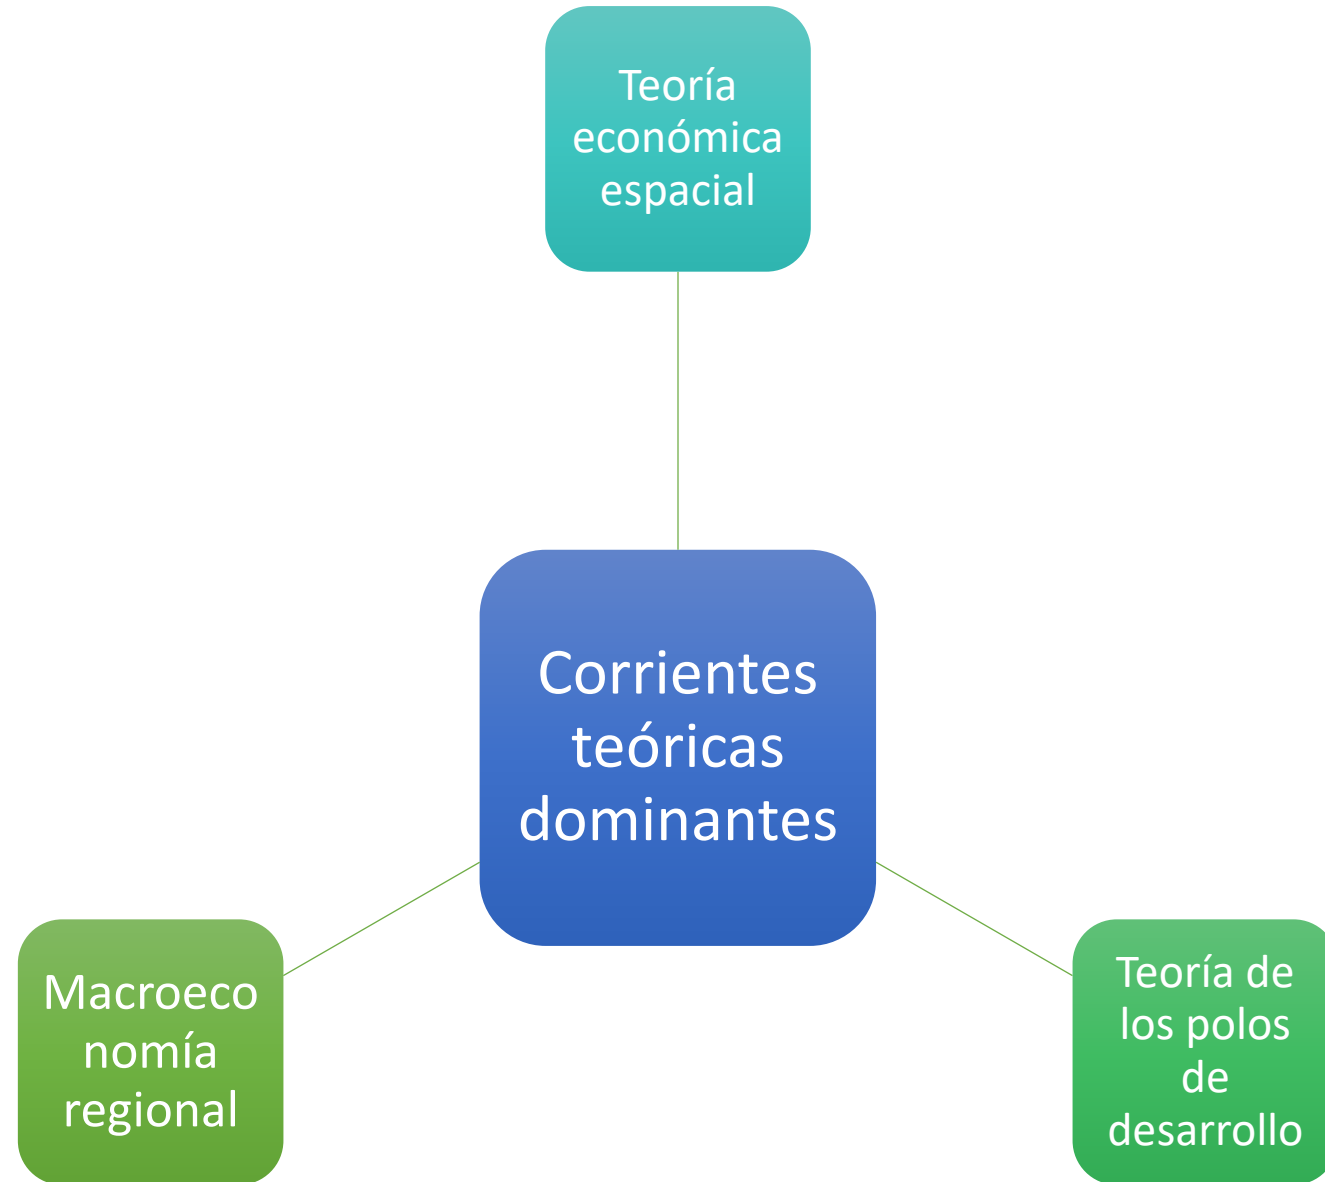 Teoría
económica
espacial
Corrientes
teóricas
dominantes
Macroeco
nomía
regional
Teoría de
los polos
de
desarrollo